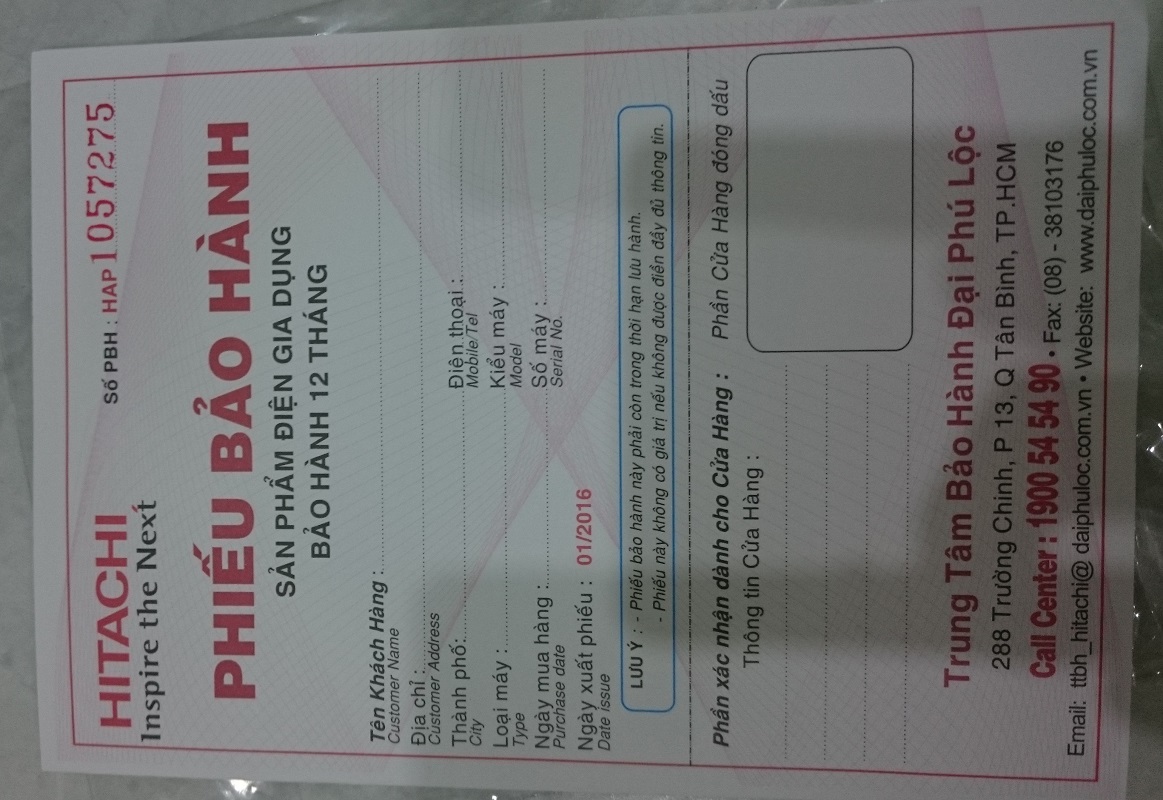 HITACHI
Inspire the Next
Số PBH : HAP1057275
PHIẾU BẢO HÀNH
SẢN PHẨM ĐIỆN GIA DỤNG
BẢO HÀNH 12 THÁNG
Tên Khách Hàng :
Customer Name
Địa chỉ :
Customer Address
Thành phố: Điện thoại :
City Mobile/Tel
Loại máy : Kiểu máy :
Type Model
Ngày mua hàng : Số máy :
Purchase date Serial No.
Ngày xuất phiếu : 01/2016
Date issue
LƯU Ý : - Phiếu bảo hành này phải còn trong thời hạn lưu hành.
- Phiếu này không có giá trị nếu không được điền đầy đủ thông tin.
Phần xác nhận dành cho Cửa Hàng : Phần Cửa Hàng đóng dấu
Thông tin Cửa Hàng :
Trung Tâm Bảo Hành Đại Phú Lộc
288 Trường Chinh, P 13, Q Tân Bình, TP.HCM
Call Center : 1900 54 54 90 • Fax: (08) - 38103176
Email: ttbh_hitachi@ daiphuloc.com.vn • Website: www.daiphuloc.com.vn